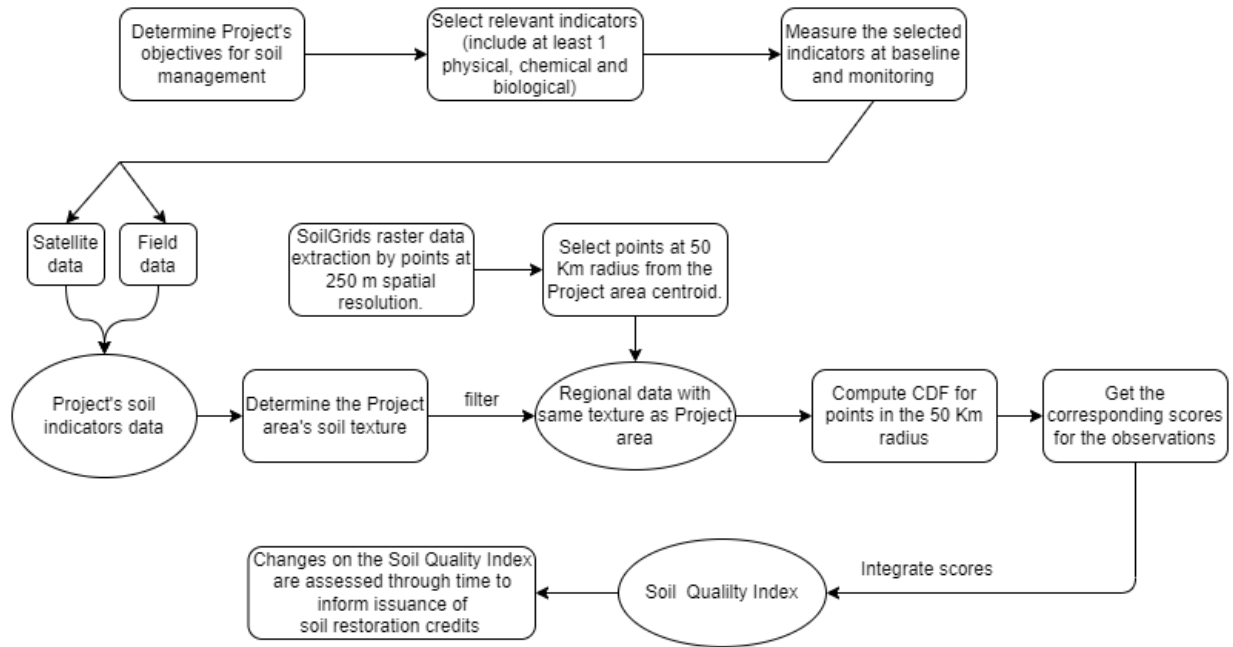 Determine Project's
objectives for soil
management
Select relevant indicators
(include at least 1
physical, chemical and
biological)
Measure the selected
indicators at baseline
and monitoring
Satellite
data
Field
data
SoilGrids raster data
extraction by points at
250 m spatial
resolution.
Select points at 50
Km radius from the
Project area centroid.
Project's soil
indicators data
Determine the Project
area's soil texture
filter
Regional data with
same texture as Project
area
Compute CDF for
points in the 50 Km
radius
Get the
corresponding scores
for the observations
Integrate scores
Soil Qualilty Index
Changes on the Soil Quality Index
are assessed through time to
inform issuance of
soil restoration credits